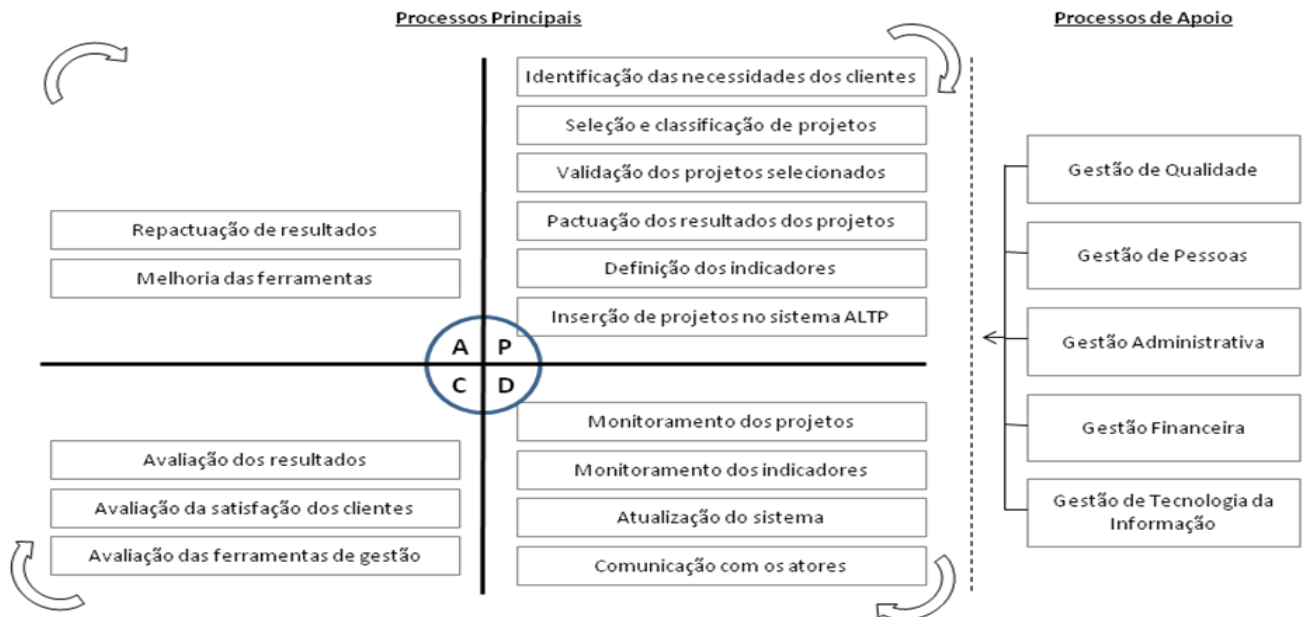 Processos Principais
Processos de Apoio
Identificação das necessidades dos clientes
Seleção e classificação de projetos
Validação dos projetos selecionados
Pactuação dos resultados dos projetos
Definição dos indicadores
Inserção de projetos no sistema ALTP
Repactuação de resultados
Melhoria das ferramentas
A P
C D
Monitoramento dos projetos
Monitoramento dos indicadores
Atualização do sistema
Comunicação com os atores
Avaliação dos resultados
Avaliação da satisfação dos clientes
Avaliação das ferramentas de gestão
Gestão de Qualidade
Gestão de Pessoas
Gestão Administrativa
Gestão Financeira
Gestão de Tecnologia da
Informação